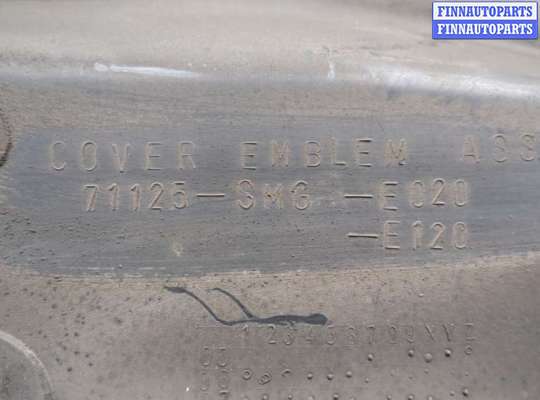 FINNAUTOPARTS
FINNAUTOPARTS
COVER EMBLEM ASS
71125-SMG -E020
-E120